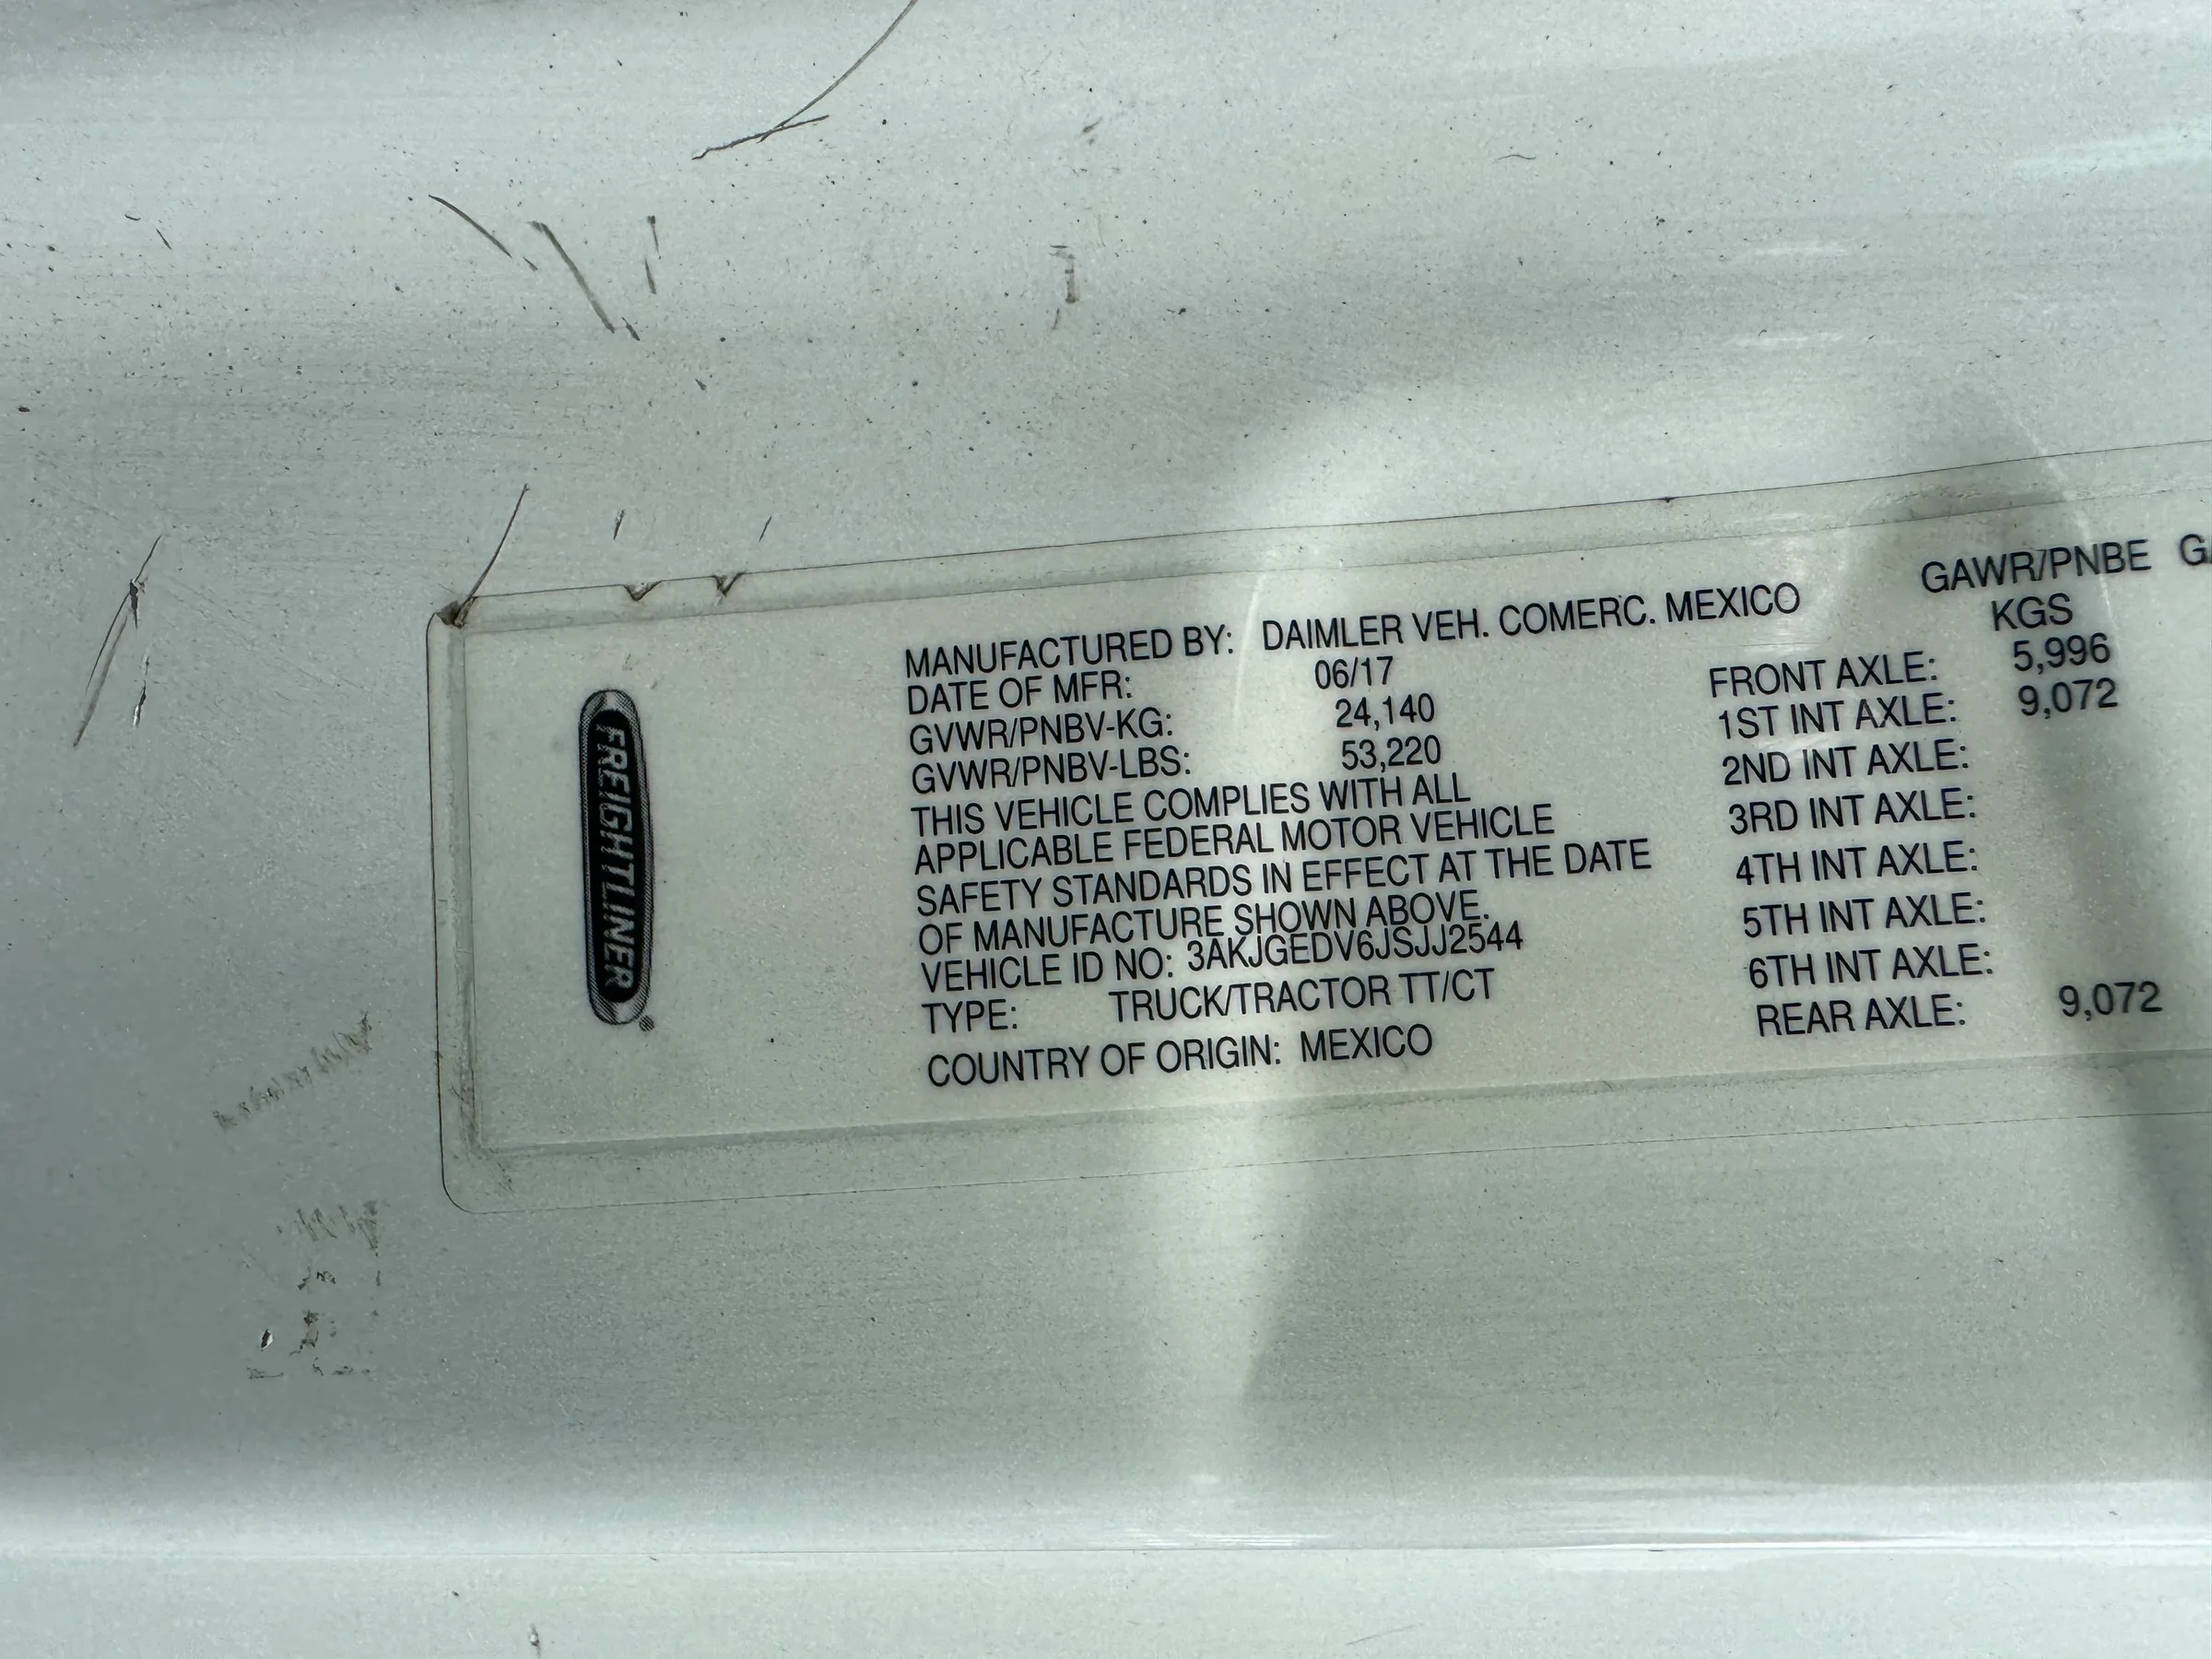 FREIGHTLINER®
MANUFACTURED BY: DAIMLER VEH. COMERC. MEXICO
DATE OF MFR: 06/17
GVWR/PNBV-KG: 24,140
GVWR/PNBV-LBS: 53,220
THIS VEHICLE COMPLIES WITH ALL
APPLICABLE FEDERAL MOTOR VEHICLE
SAFETY STANDARDS IN EFFECT AT THE DATE
OF MANUFACTURE SHOWN ABOVE.
VEHICLE ID NO: 3AKJGEDV6JSJJ2544
TYPE: TRUCK/TRACTOR TT/CT
COUNTRY OF ORIGIN: MEXICO
GAWR/PNBE
KGS
FRONT AXLE: 5,996
1ST INT AXLE: 9,072
2ND INT AXLE:
3RD INT AXLE:
4TH INT AXLE:
5TH INT AXLE:
6TH INT AXLE:
REAR AXLE: 9,072